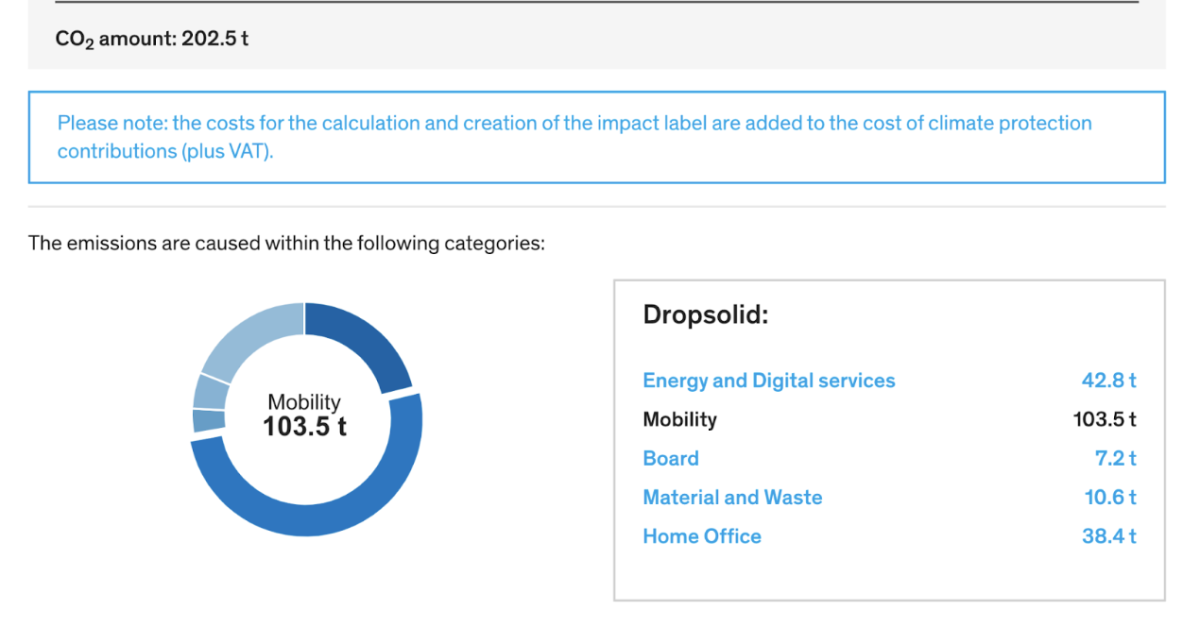 CO₂ amount: 202.5 t
Please note: the costs for the calculation and creation of the impact label are added to the cost of climate protection
contributions (plus VAT).
The emissions are caused within the following categories:
Mobility
103.5 t
Dropsolid:
Energy and Digital services 42.8 t
Mobility 103.5 t
Board 7.2 t
Material and Waste 10.6 t
Home Office 38.4 t